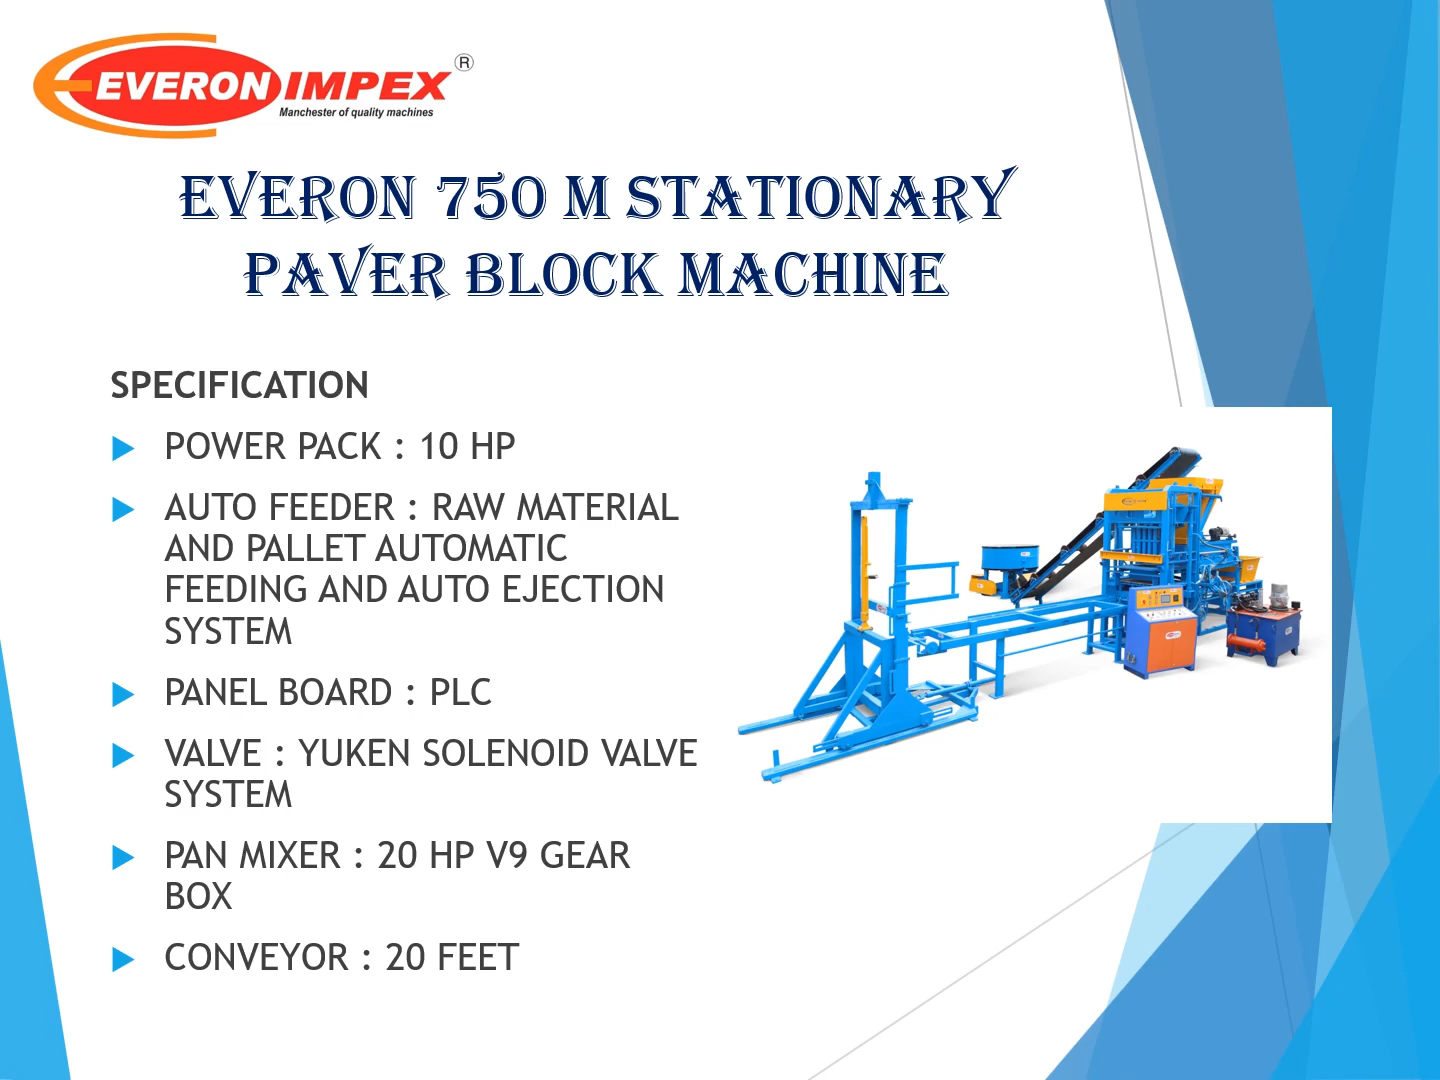 EVERON IMPEX ®
Manchester of quality machines
EVERON 750 M STATIONARY
PAVER BLOCK MACHINE
SPECIFICATION
POWER PACK : 10 HP
AUTO FEEDER : RAW MATERIAL
AND PALLET AUTOMATIC
FEEDING AND AUTO EJECTION
SYSTEM
PANEL BOARD : PLC
VALVE : YUKEN SOLENOID VALVE
SYSTEM
PAN MIXER : 20 HP V9 GEAR
BOX
CONVEYOR : 20 FEET